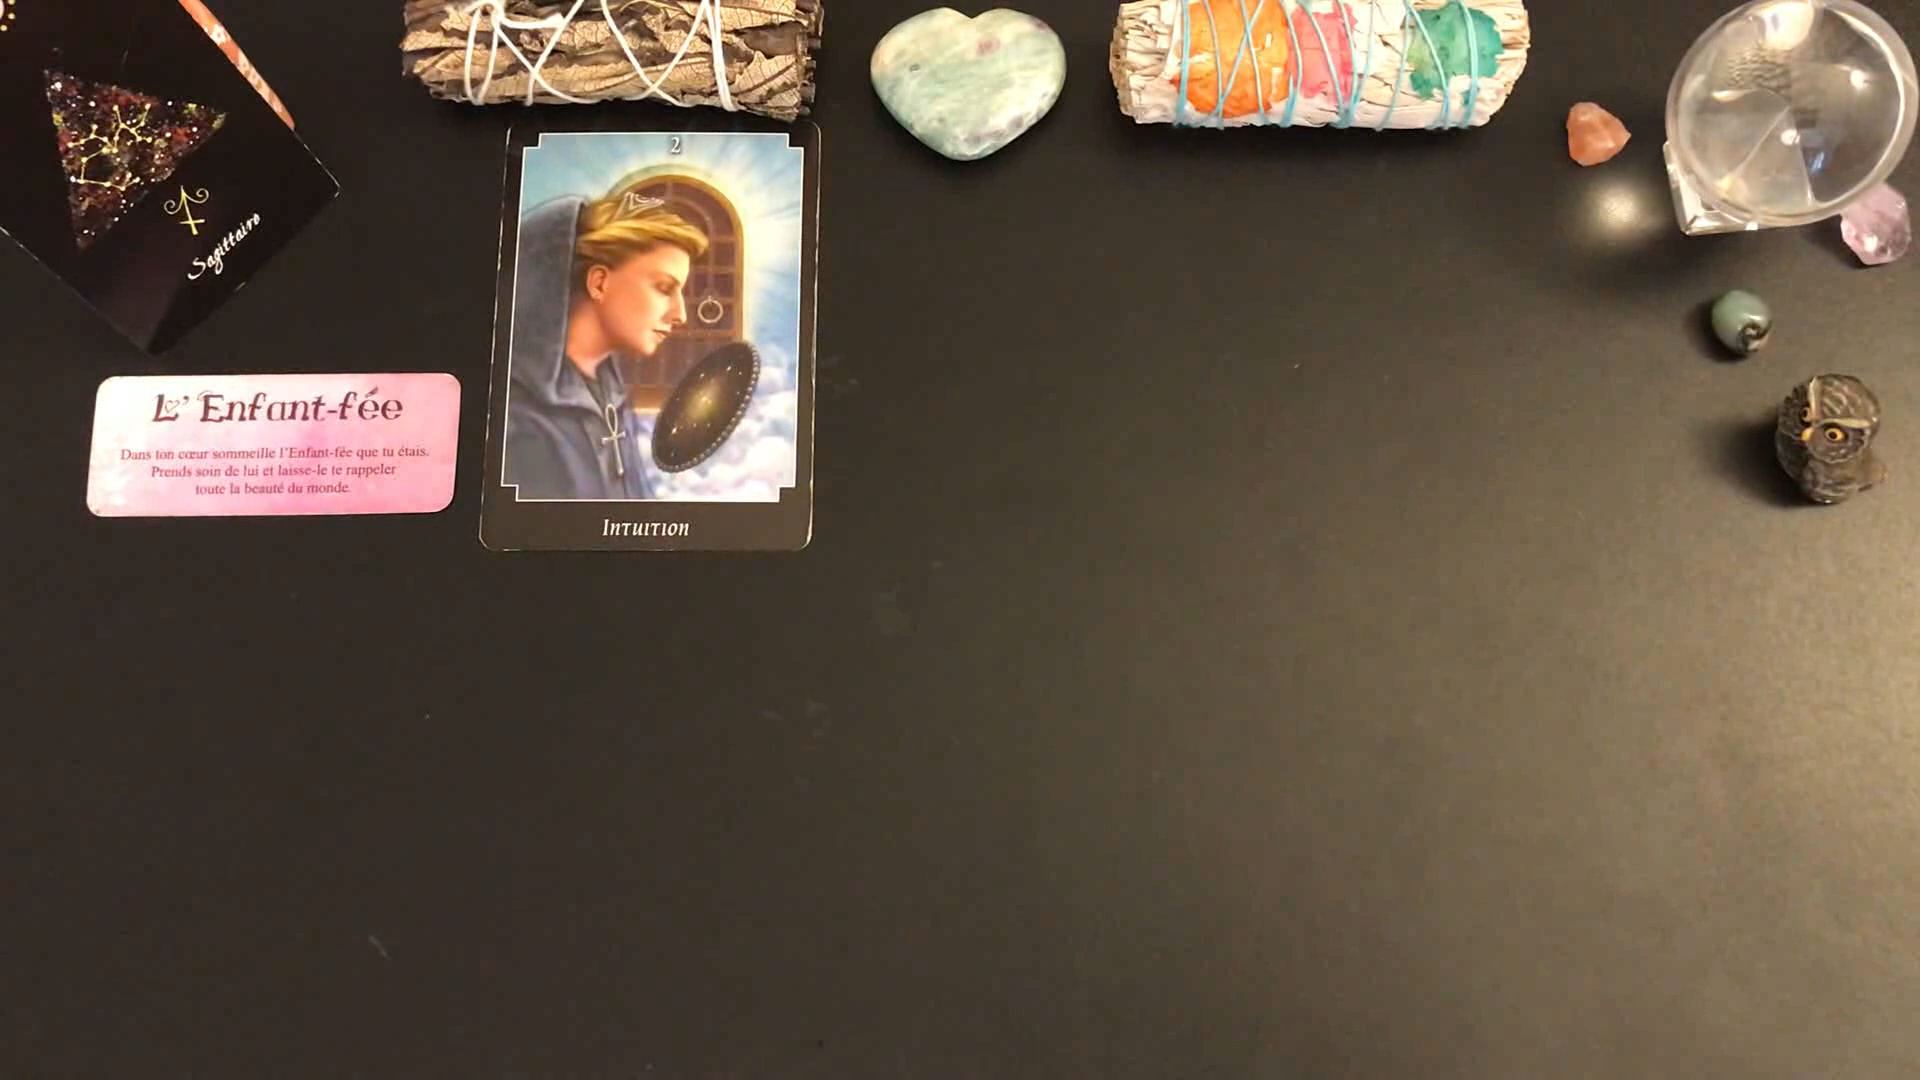 Sagittaire
L'Enfant-fée
Dans ton cœur sommeille l'Enfant-fée que tu étais.
Prends soin de lui et laisse-le te rappeler
toute la beauté du monde.
2
Intuition